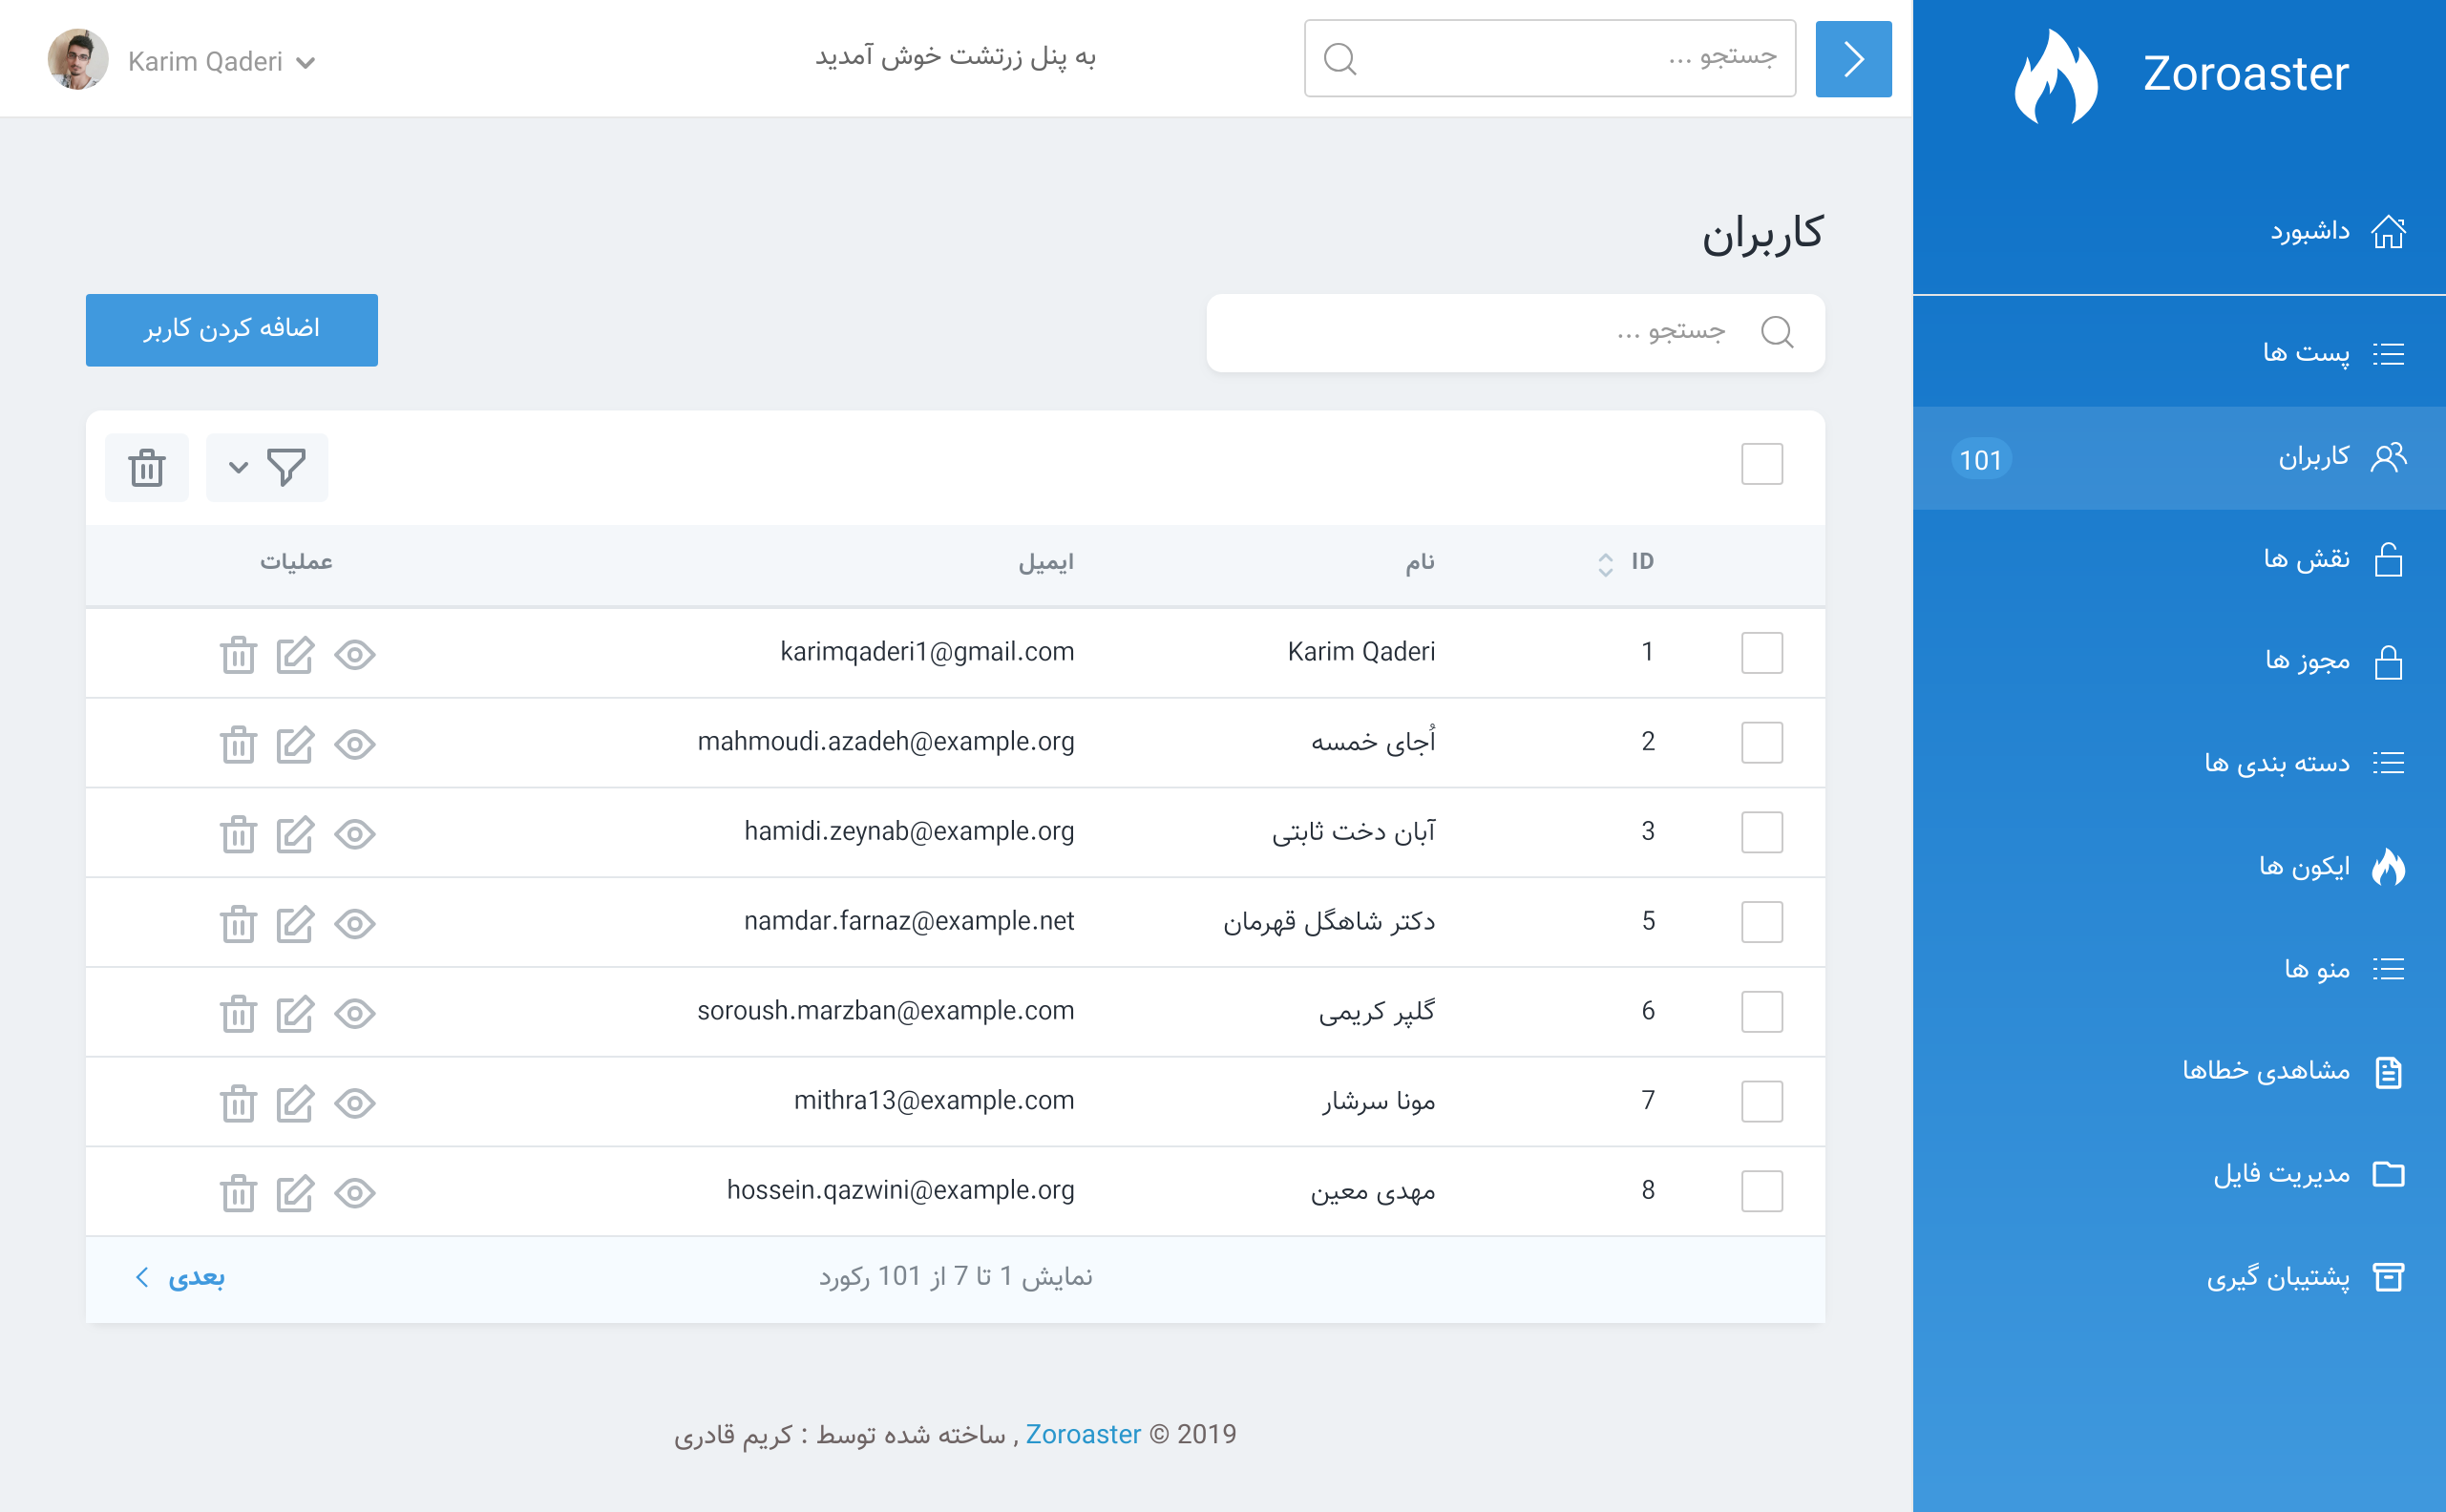 Zoroaster
داشبورد
پست ها
کاربران 101
نقش ها
مجوز ها
دسته بندی ها
ایکون ها
منو ها
مشاهدی خطاها
مدیریت فایل
پشتیبان گیری
جستجو ...
به پنل زرتشت خوش آمدید
Karim Qaderi
کاربران
جستجو ...
اضافه کردن کاربر
ID نام ایمیل عملیات
1 Karim Qaderi karimqaderi1@gmail.com
2 اُجای خمسه mahmoudi.azadeh@example.org
3 آبان دخت ثابتی hamidi.zeynab@example.org
5 دکتر شاهگل قهرمان namdar.farnaz@example.net
6 گلپر کریمی soroush.marzban@example.com
7 مونا سرشار mithra13@example.com
8 مهدی معین hossein.qazwini@example.org
نمایش 1 تا 7 از 101 رکورد
بعدی
2019 © Zoroaster , ساخته شده توسط : کریم قادری